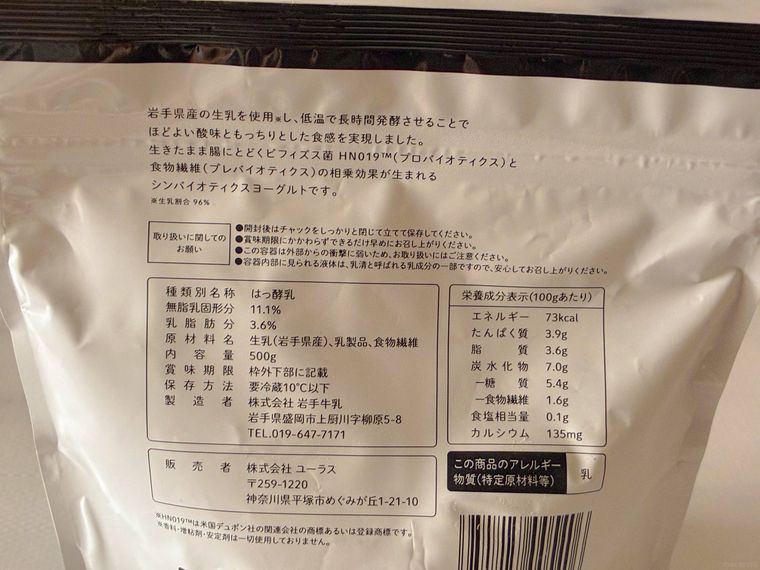 岩手県産の生乳を使用※し、低温で長時間発酵させることで
ほどよい酸味ともっちりとした食感を実現しました。
生きたまま腸にとどくビフィズス菌 HN019™(プロバイオティクス)と
食物繊維(プレバイオティクス)の相乗効果が生まれる
シンバイオティクスヨーグルトです。
※生乳割合 96%
取り扱いに関しての
お願い
●開封後はチャックをしっかりと閉じて立てて保存してください。
●賞味期限にかかわらずできるだけ早めにお召し上がりください。
●この容器は外部からの衝撃に弱いため、お取り扱いにはご注意ください。
●容器内部に見られる液体は、乳清と呼ばれる乳成分の一部ですので、安心してお召し上がりください。
種類別名称 はっ酵乳
無脂乳固形分 11.1%
乳脂肪分 3.6%
原材料名 生乳(岩手県産)、乳製品、食物繊維
内容量 500g
賞味期限 枠外下部に記載
保存方法 要冷蔵10℃以下
製造者 株式会社 岩手牛乳
岩手県盛岡市上厨川字柳原5-8
TEL.019-647-7171
販売者 株式会社 ユーラス
〒259-1220
神奈川県平塚市めぐみが丘1-21-10
※HN019™は米国デュポン社の関連会社の商標あるいは登録商標です。
※香料・増粘剤・安定剤は一切使用しておりません。
栄養成分表示(100gあたり)
エネルギー 73kcal
たんぱく質 3.9g
脂質 3.6g
炭水化物 7.0g
−糖質 5.4g
−食物繊維 1.6g
食塩相当量 0.1g
カルシウム 135mg
この商品のアレルギー
物質(特定原材料等)
乳